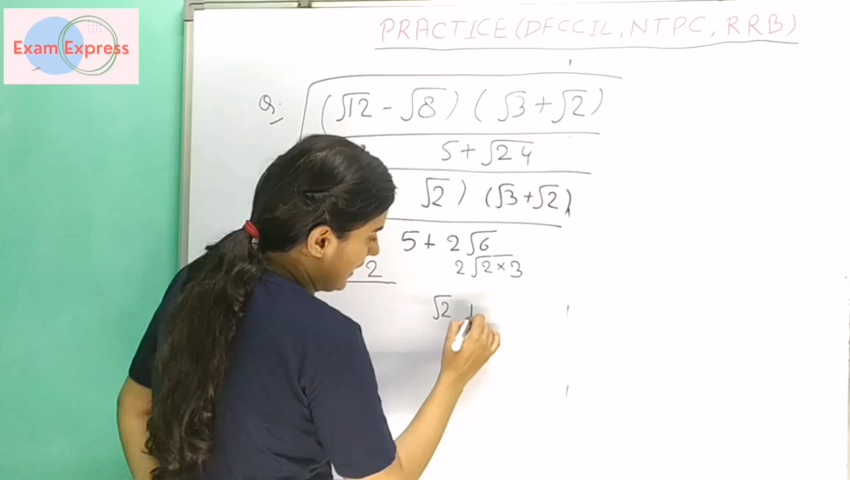 Exam Express
PRACTICE(DFCCIL, NTPC, RRB)
Q. (√12 - √8) (√3 + √2)
5 + √24
√2) (√3 + √2)
5 + 2√6
2
2√2×3
√2